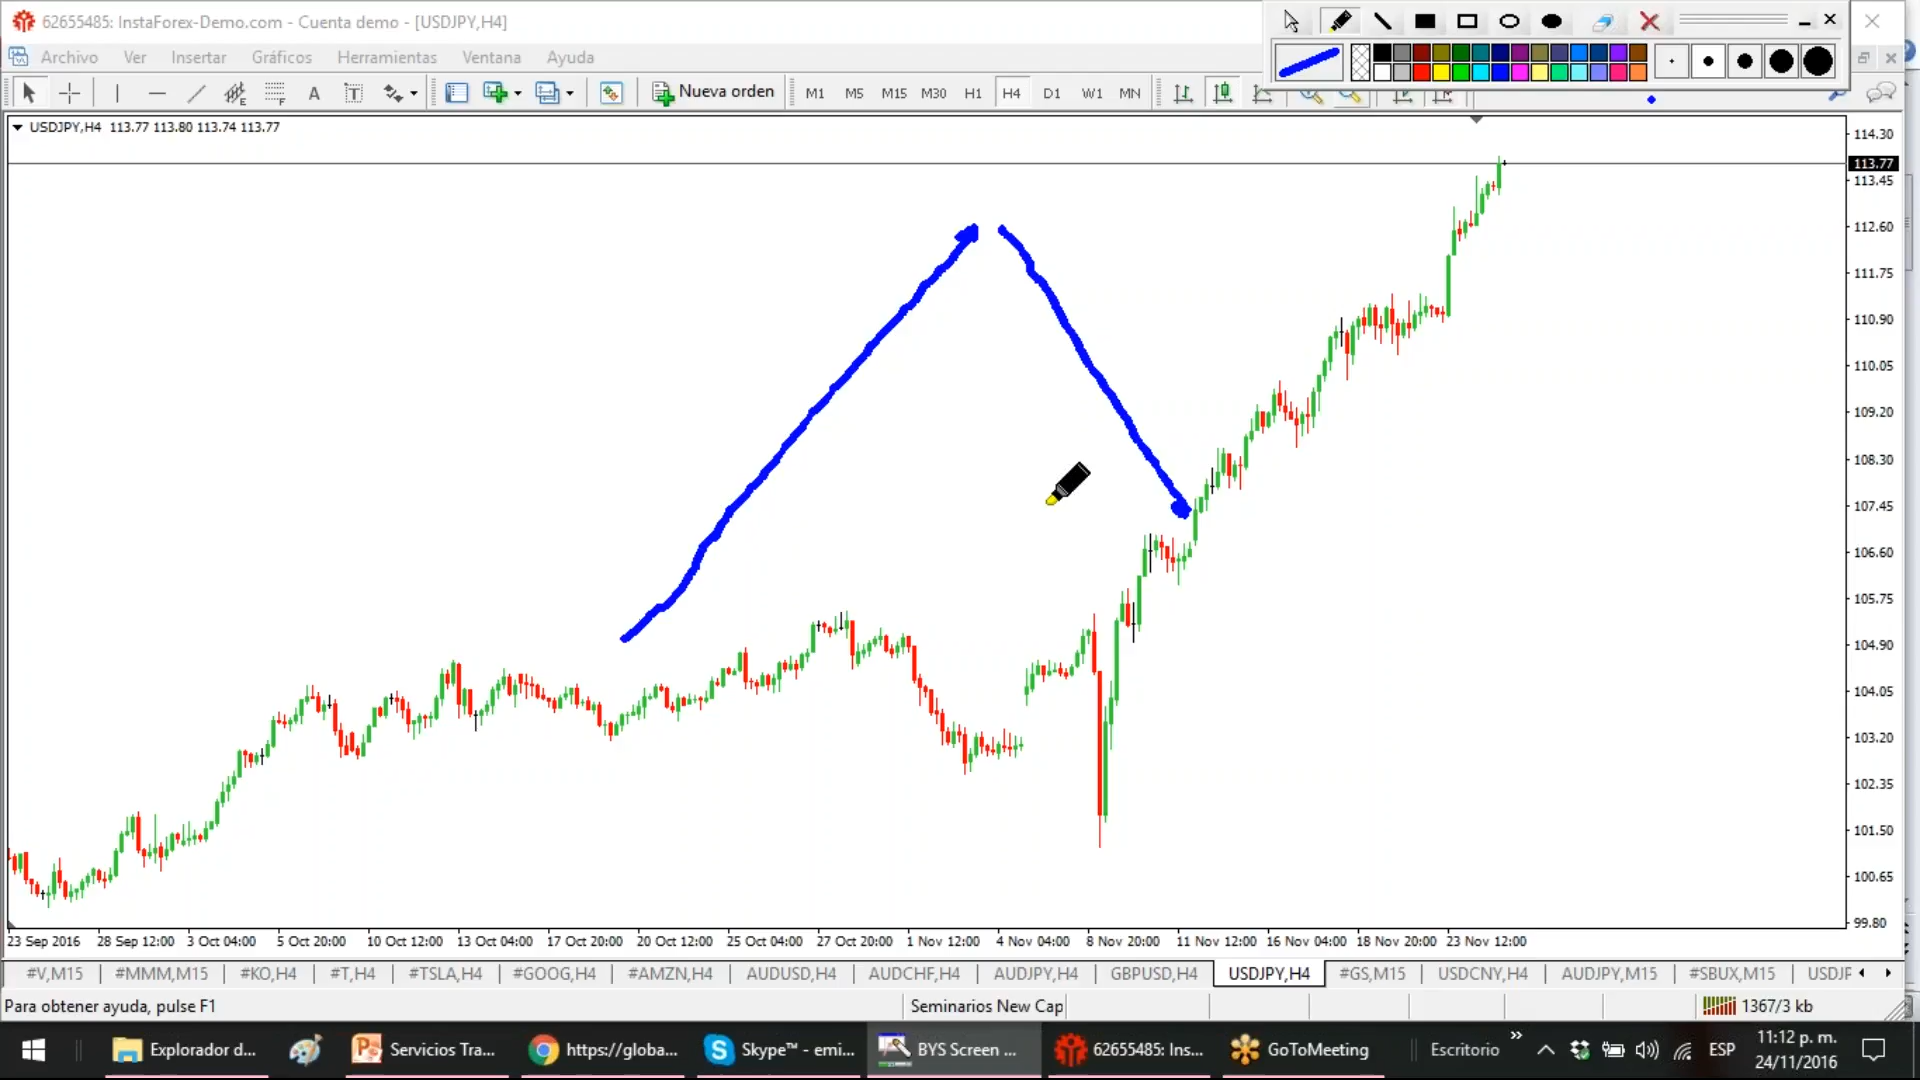 62655485: InstaForex-Demo.com - Cuenta demo - [USDJPY,H4]
Archivo Ver Insertar Gráficos Herramientas Ventana Ayuda
A T Nueva orden M1 M5 M15 M30 H1 H4 D1 W1 MN
USDJPY,H4 113.77 113.80 113.74 113.77
114.30
113.77
113.45
112.60
111.75
110.90
110.05
109.20
108.30
107.45
106.60
105.75
104.90
104.05
103.20
102.35
101.50
100.65
99.80
23 Sep 2016 28 Sep 12:00 3 Oct 04:00 5 Oct 20:00 10 Oct 12:00 13 Oct 04:00 17 Oct 20:00 20 Oct 12:00 25 Oct 04:00 27 Oct 20:00 1 Nov 12:00 4 Nov 04:00 8 Nov 20:00 11 Nov 12:00 16 Nov 04:00 18 Nov 20:00 23 Nov 12:00
#V,M15 #MMM,M15 #KO,H4 #T,H4 #TSLA,H4 #GOOG,H4 #AMZN,H4 AUDUSD,H4 AUDCHF,H4 AUDJPY,H4 GBPUSD,H4 USDJPY,H4 #GS,M15 USDCNY,H4 AUDJPY,M15 #SBUX,M15 USDJP
Para obtener ayuda, pulse F1 Seminarios New Cap 1367/3 kb
Explorador d... Servicios Tra... https://globa... Skype™ - emi... BYS Screen ... 62655485: Ins... GoToMeeting Escritorio ESP 11:12 p. m.
24/11/2016